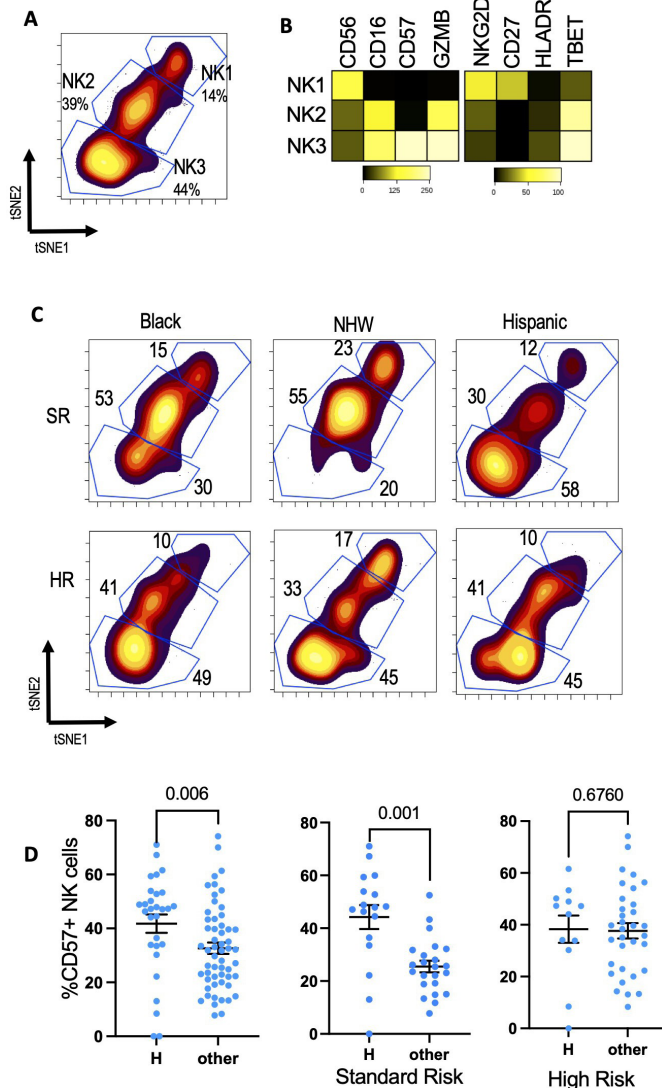 A
NK2
39%
NK1
14%
NK3
44%
tSNE2
tSNE1
B
CD56 CD16 CD57 GZMB NKG2D CD27 HLADR TBET
NK1
NK2
NK3
0 125 250 0 50 100
C
Black NHW Hispanic
SR
15 23 12
53 55 30
30 20 58
HR
10 17 10
41 33 41
49 45 45
tSNE2
tSNE1
D
0.006 0.001 0.6760
%CD57+ NK cells
80 80 80
60 60 60
40 40 40
20 20 20
0 0 0
H other H other H other
Standard Risk High Risk